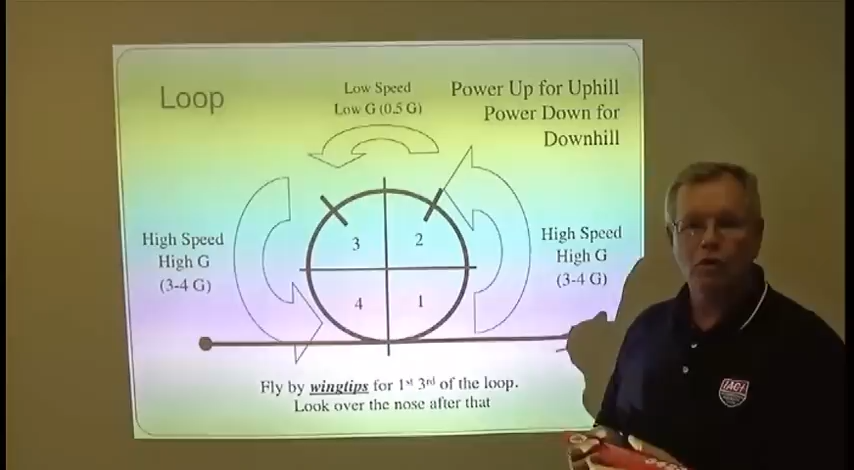 Loop
Low Speed
Low G (0.5 G)
Power Up for Uphill
Power Down for
Downhill
High Speed
High G
(3-4 G)
3
2
4
1
High Speed
High G
(3-4 G)
Fly by wingtips for 1st 3rd of the loop.
Look over the nose after that
IAC